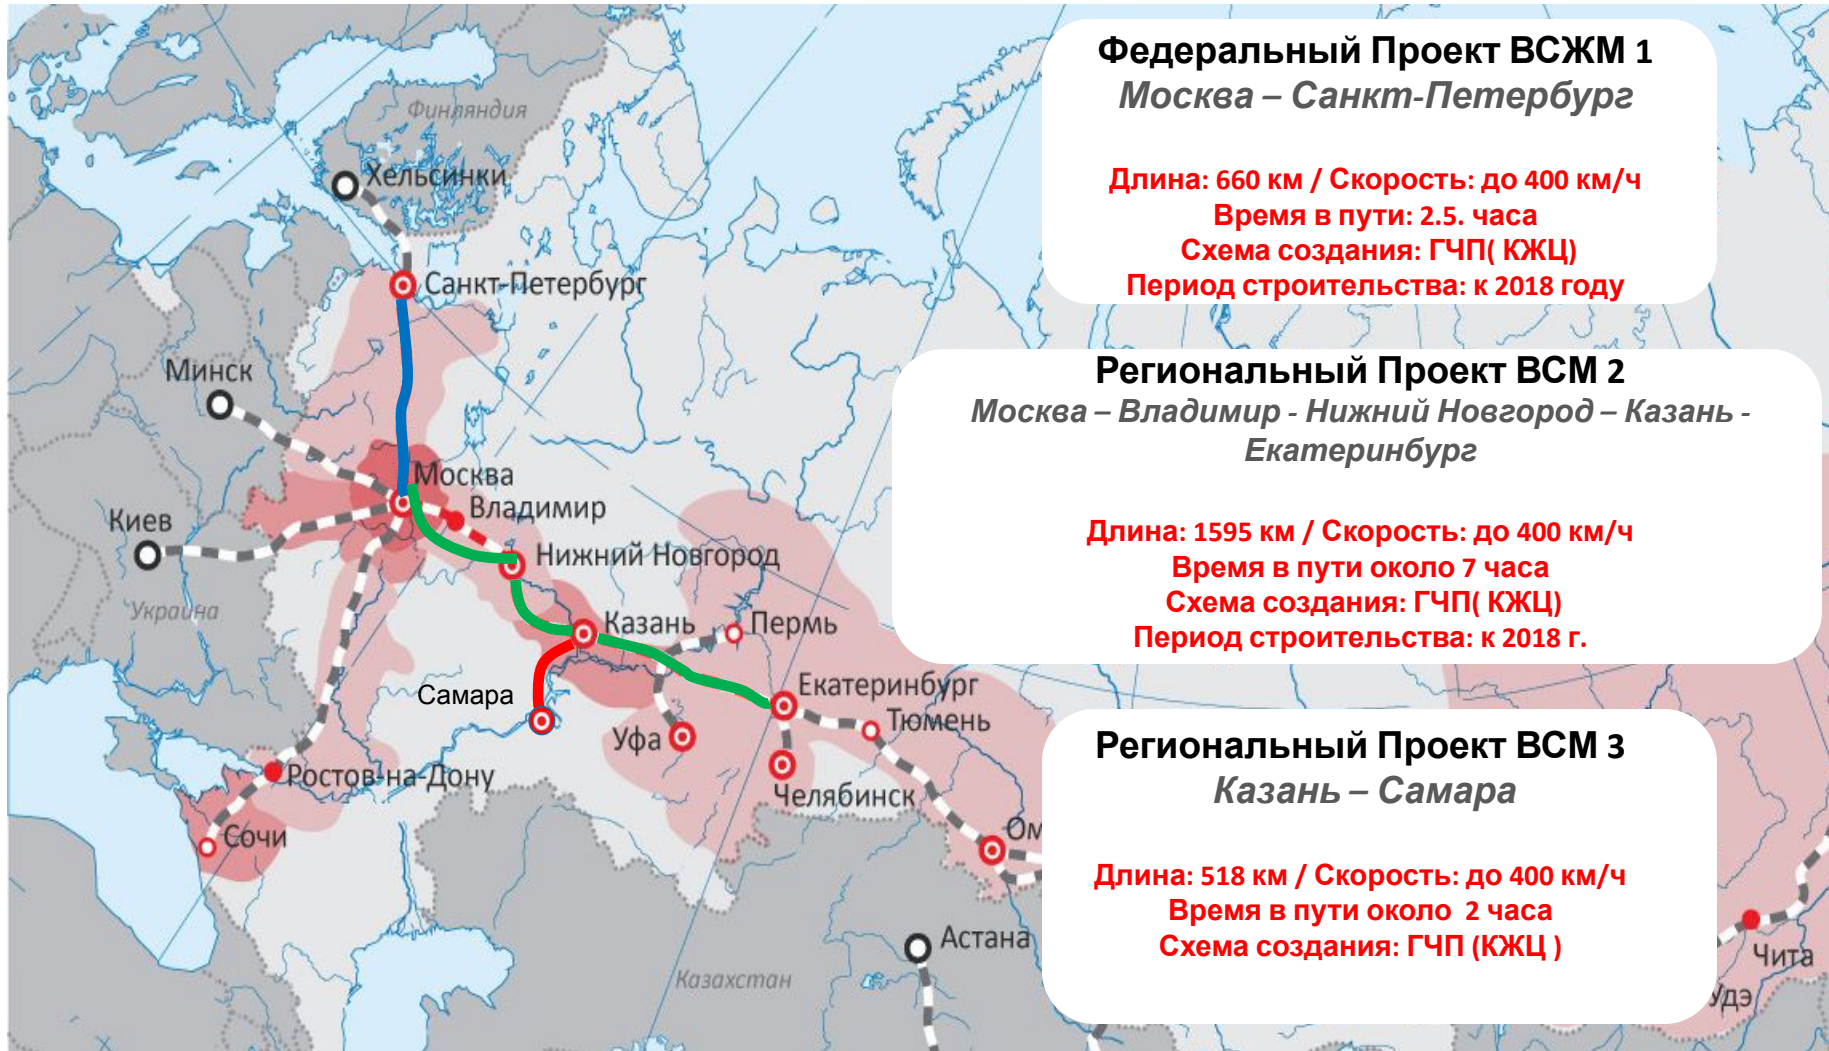 Федеральный Проект ВСЖМ 1
Москва – Санкт-Петербург
Длина: 660 км / Скорость: до 400 км/ч
Время в пути: 2.5. часа
Схема создания: ГЧП( КЖЦ)
Период строительства: к 2018 году
Региональный Проект ВСМ 2
Москва – Владимир - Нижний Новгород – Казань -
Екатеринбург
Длина: 1595 км / Скорость: до 400 км/ч
Время в пути около 7 часа
Схема создания: ГЧП( КЖЦ)
Период строительства: к 2018 г.
Региональный Проект ВСМ 3
Казань – Самара
Длина: 518 км / Скорость: до 400 км/ч
Время в пути около 2 часа
Схема создания: ГЧП (КЖЦ )
Финляндия
Хельсинки
Санкт-Петербург
Минск
Москва
Владимир
Киев
Нижний Новгород
Украина
Казань
Пермь
Самара
Екатеринбург
Тюмень
Уфа
Ростов-на-Дону
Челябинск
Сочи
Ом
Астана
Казахстан
Чита
Удэ